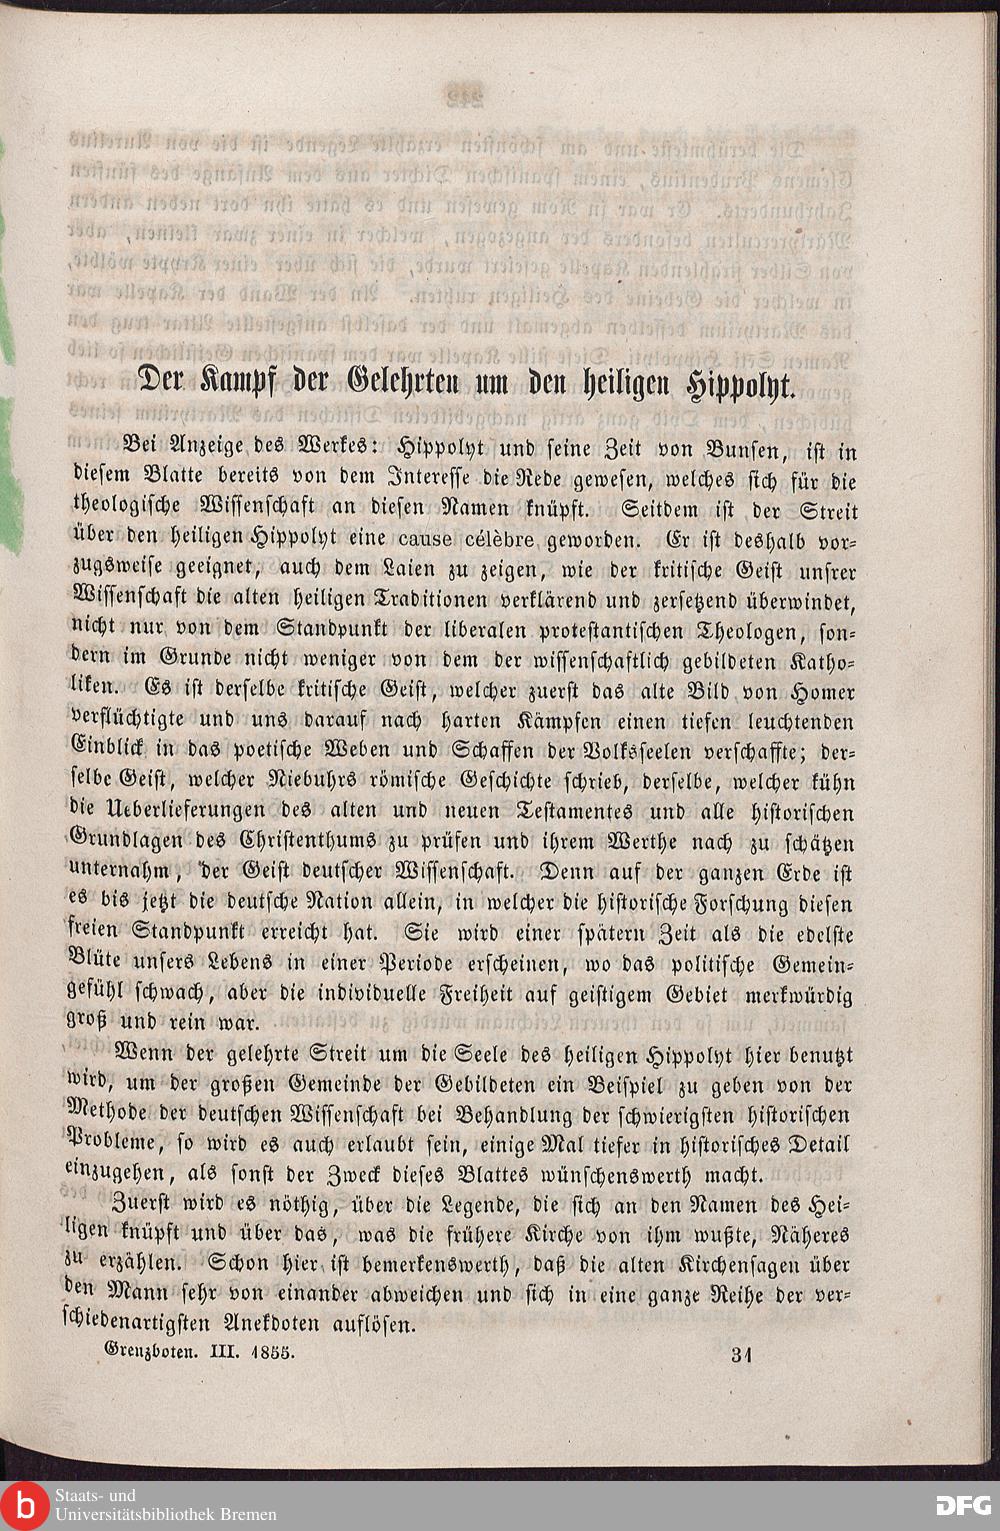 Der Kampf der Gelehrten um den heiligen Hippolyt.
Bei Anzeige des Werkes: Hippolyt und seine Zeit von Bunsen, ist in
diesem Blatte bereits von dem Interesse die Rede gewesen, welches sich für die
theologische Wissenschaft an diesen Namen knüpft. Seitdem ist der Streit
über den heiligen Hippolyt eine cause célèbre geworden. Er ist deshalb vor-
zugsweise geeignet, auch dem Laien zu zeigen, wie der kritische Geist unsrer
Wissenschaft die alten heiligen Traditionen verklärend und zersetzend überwindet,
nicht nur von dem Standpunkt der liberalen protestantischen Theologen, son-
dern im Grunde nicht weniger von dem der wissenschaftlich gebildeten Katho-
liken. Es ist derselbe kritische Geist, welcher zuerst das alte Bild von Homer
verflüchtigte und uns darauf nach harten Kämpfen einen tiefen leuchtenden
Einblick in das poetische Weben und Schaffen der Volksseelen verschaffte; der-
selbe Geist, welcher Niebuhrs römische Geschichte schrieb, derselbe, welcher kühn
die Ueberlieferungen des alten und neuen Testamentes und alle historischen
Grundlagen des Christenthums zu prüfen und ihrem Werthe nach zu schätzen
unternahm, der Geist deutscher Wissenschaft. Denn auf der ganzen Erde ist
es bis jetzt die deutsche Nation allein, in welcher die historische Forschung diesen
freien Standpunkt erreicht hat. Sie wird einer spätern Zeit als die edelste
Blüte unsers Lebens in einer Periode erscheinen, wo das politische Gemein-
gefühl schwach, aber die individuelle Freiheit auf geistigem Gebiet merkwürdig
groß und rein war.
Wenn der gelehrte Streit um die Seele des heiligen Hippolyt hier benutzt
wird, um der großen Gemeinde der Gebildeten ein Beispiel zu geben von der
Methode der deutschen Wissenschaft bei Behandlung der schwierigsten historischen
Probleme, so wird es auch erlaubt sein, einige Mal tiefer in historisches Detail
einzugehen, als sonst der Zweck dieses Blattes wünschenswerth macht.
Zuerst wird es nöthig, über die Legende, die sich an den Namen des Hei-
ligen knüpft und über das, was die frühere Kirche von ihm wußte, Näheres
zu erzählen. Schon hier ist bemerkenswerth, daß die alten Kirchensagen über
den Mann sehr von einander abweichen und sich in eine ganze Reihe der ver-
schiedenartigsten Anekdoten auflösen.
Grenzboten. III. 1855. 31
b Staats- und
Universitätsbibliothek Bremen
DFG